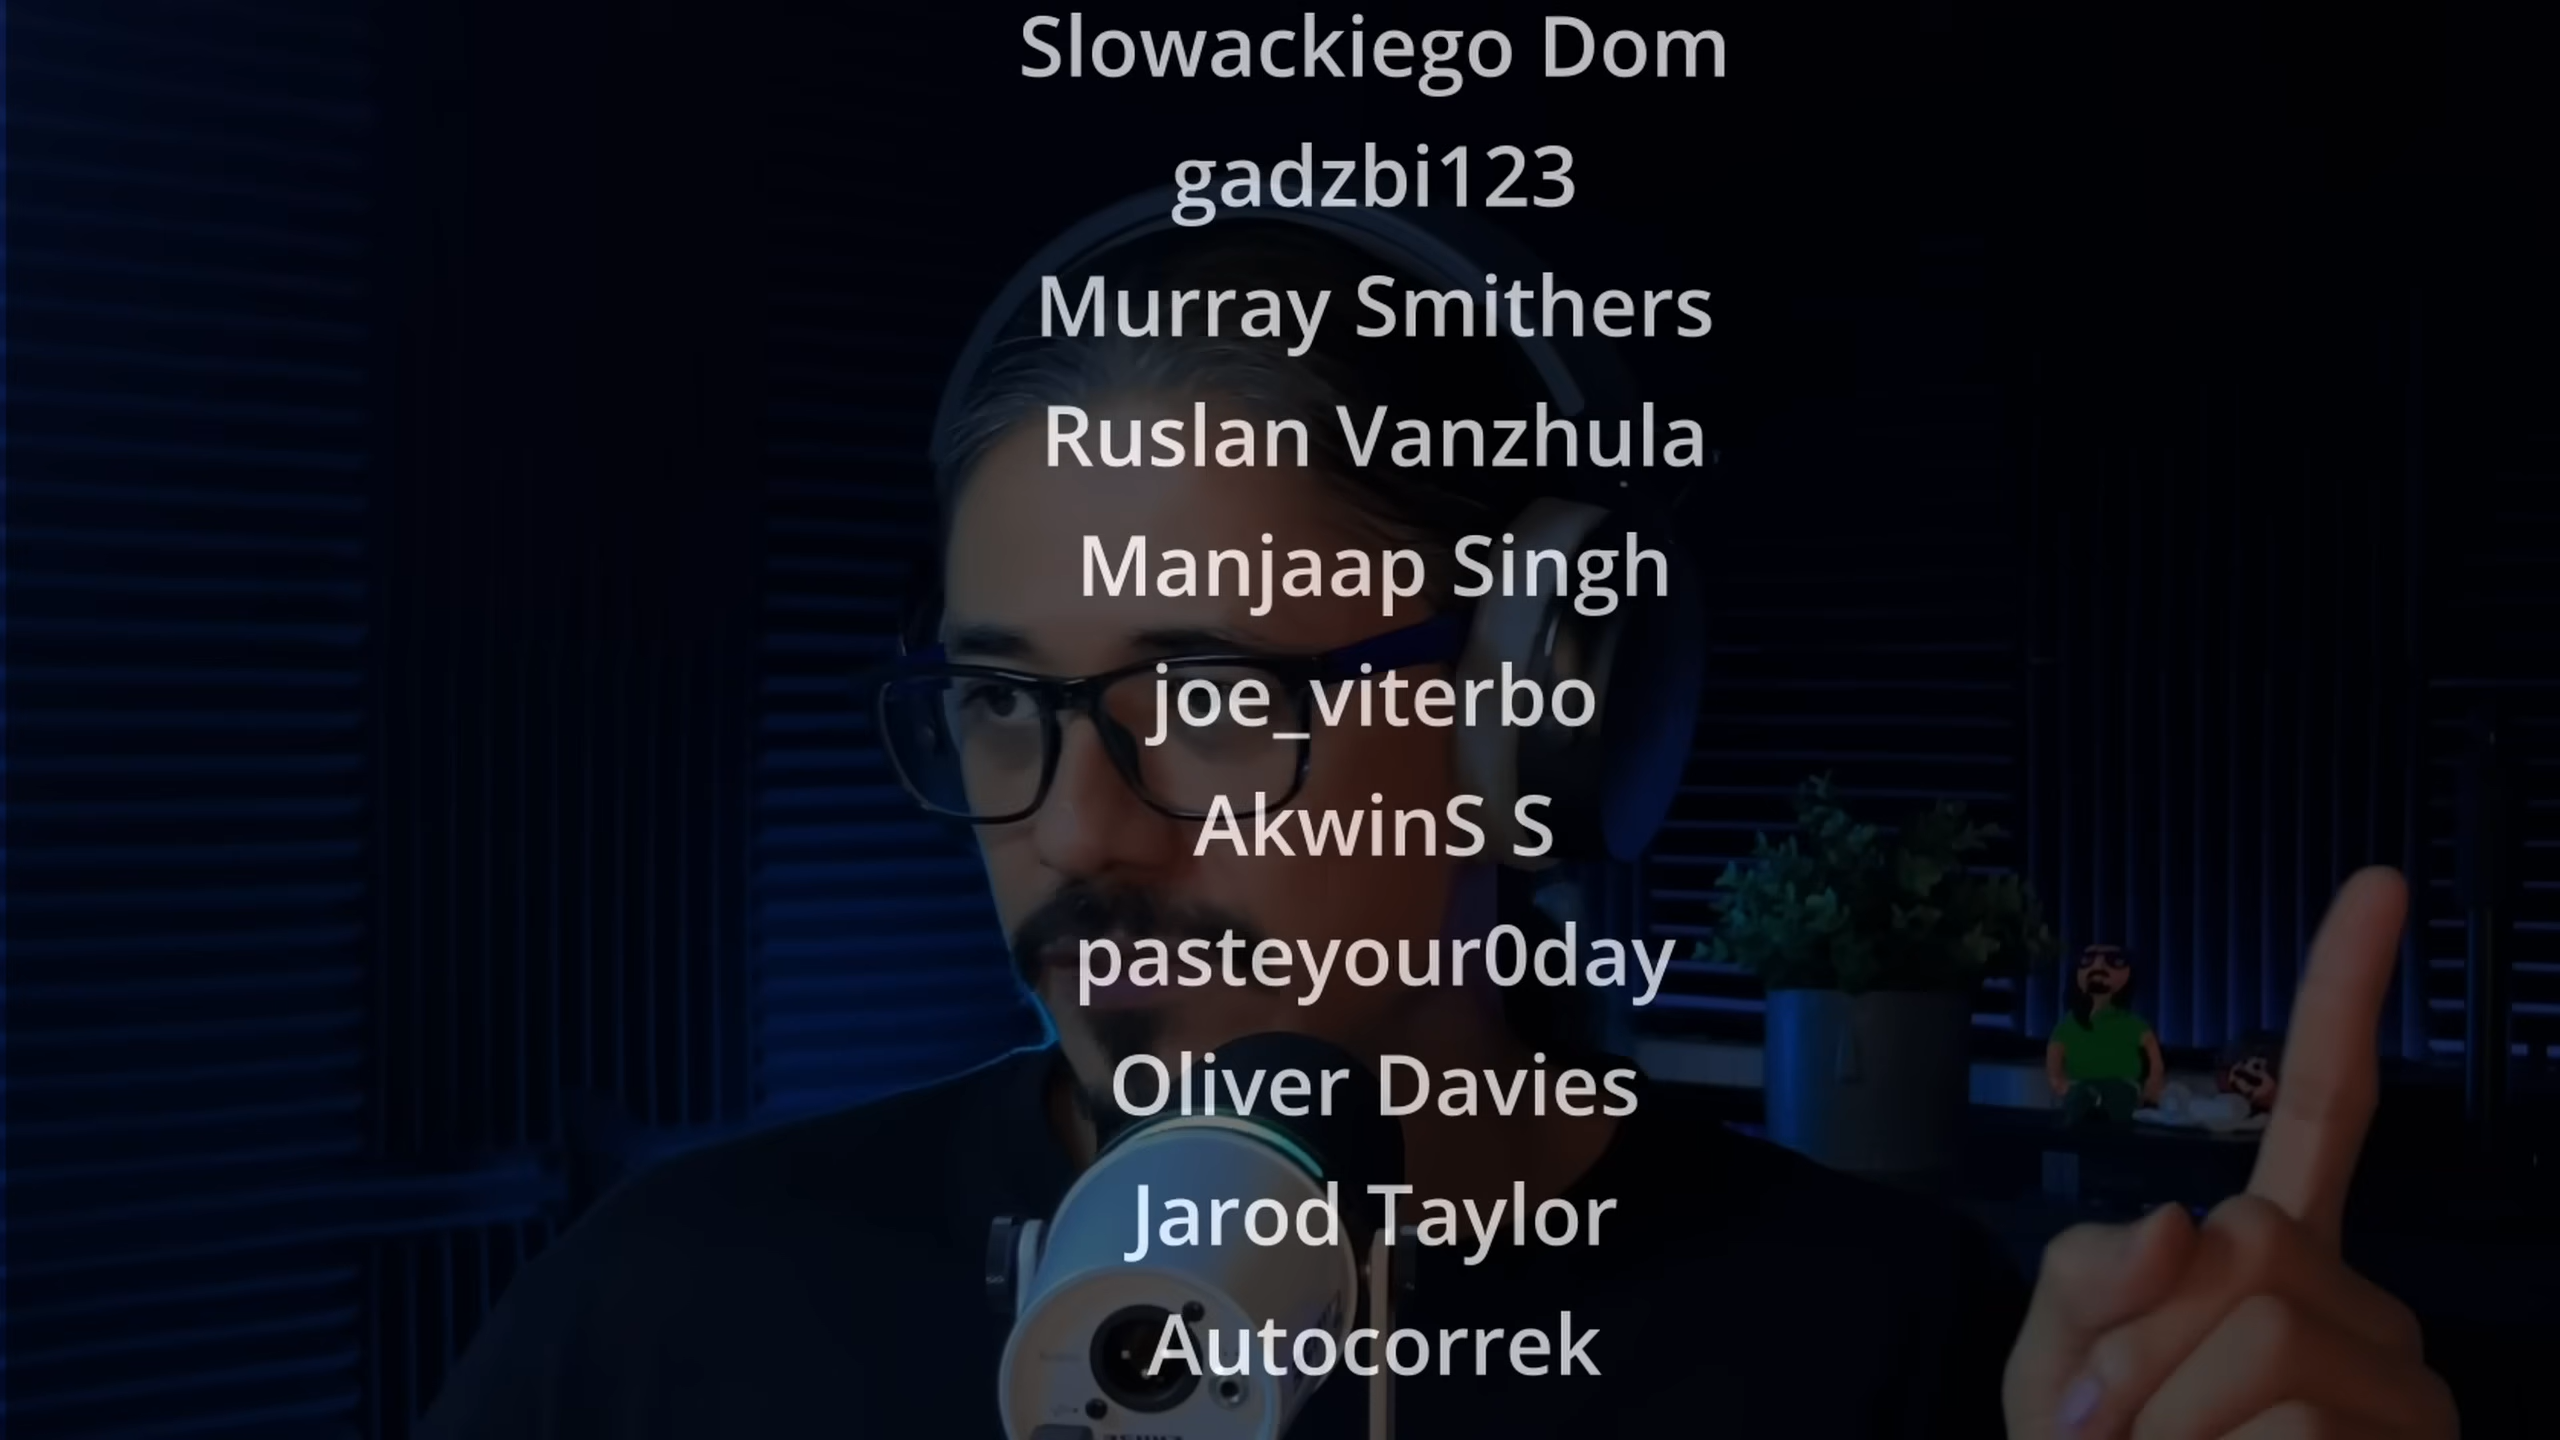 Slowackiego Dom
gadzbi123
Murray Smithers
Ruslan Vanzhula
Manjaap Singh
joe_viterbo
AkwinS S
pasteyour0day
Oliver Davies
Jarod Taylor
Autocorrek